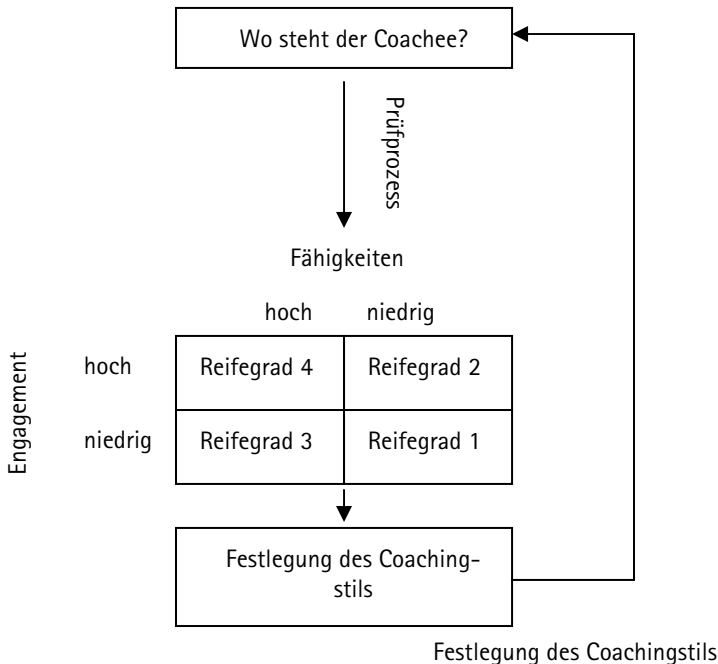 Wo steht der Coachee?
Prüfprozess
Fähigkeiten
hoch niedrig
Engagement
hoch Reifegrad 4 Reifegrad 2
niedrig Reifegrad 3 Reifegrad 1
Festlegung des Coaching-
stils
Festlegung des Coachingstils